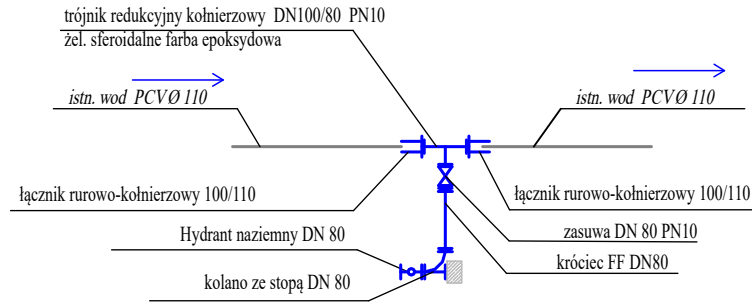 trójnik redukcyjny kołnierzowy DN100/80 PN10
żel. sferoidalne farba epoksydowa
istn. wod PCVØ 110
istn. wod PCVØ 110
łącznik rurowo-kołnierzowy 100/110
łącznik rurowo-kołnierzowy 100/110
Hydrant naziemny DN 80
zasuwa DN 80 PN10
kolano ze stopą DN 80
króciec FF DN80